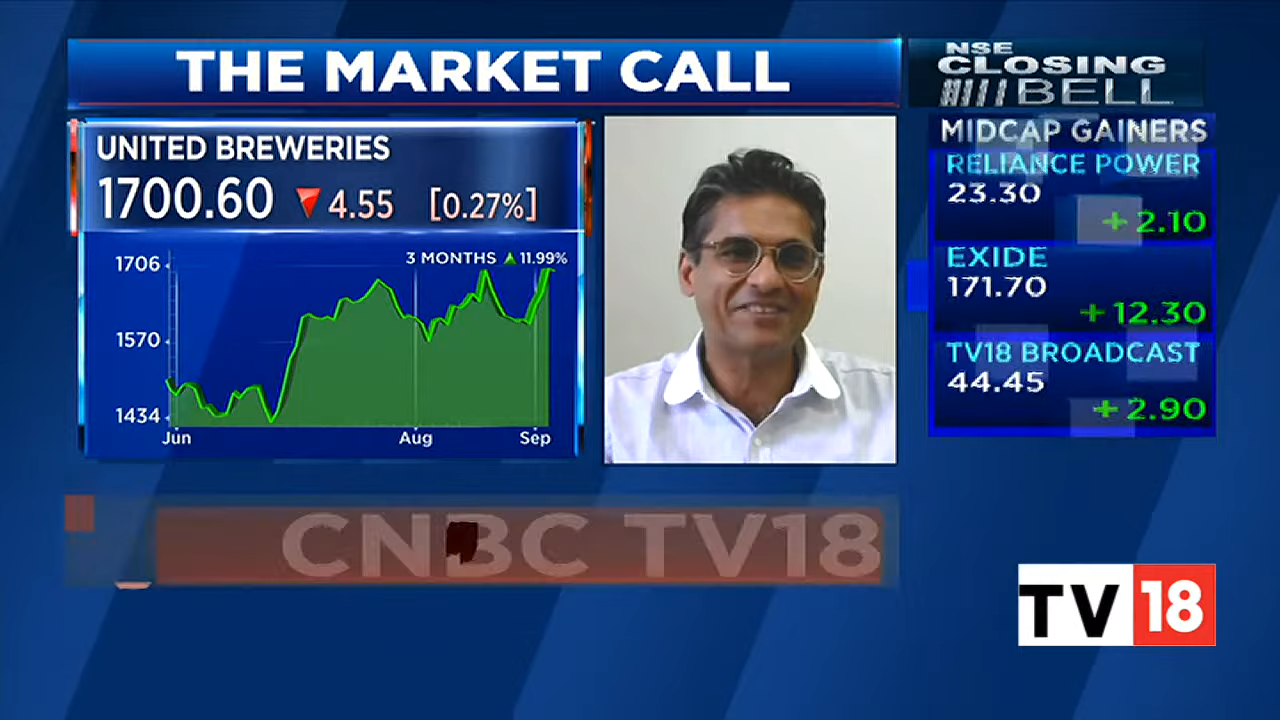 THE MARKET CALL
NSE
CLOSING
BELL
UNITED BREWERIES
1700.60 ▼ 4.55 [0.27%]
3 MONTHS ▲ 11.99%
1706
1570
1434
Jun Aug Sep
MIDCAP GAINERS
RELIANCE POWER
23.30
+ 2.10
EXIDE
171.70
+ 12.30
TV18 BROADCAST
44.45
+ 2.90
CNBC TV18
TV18